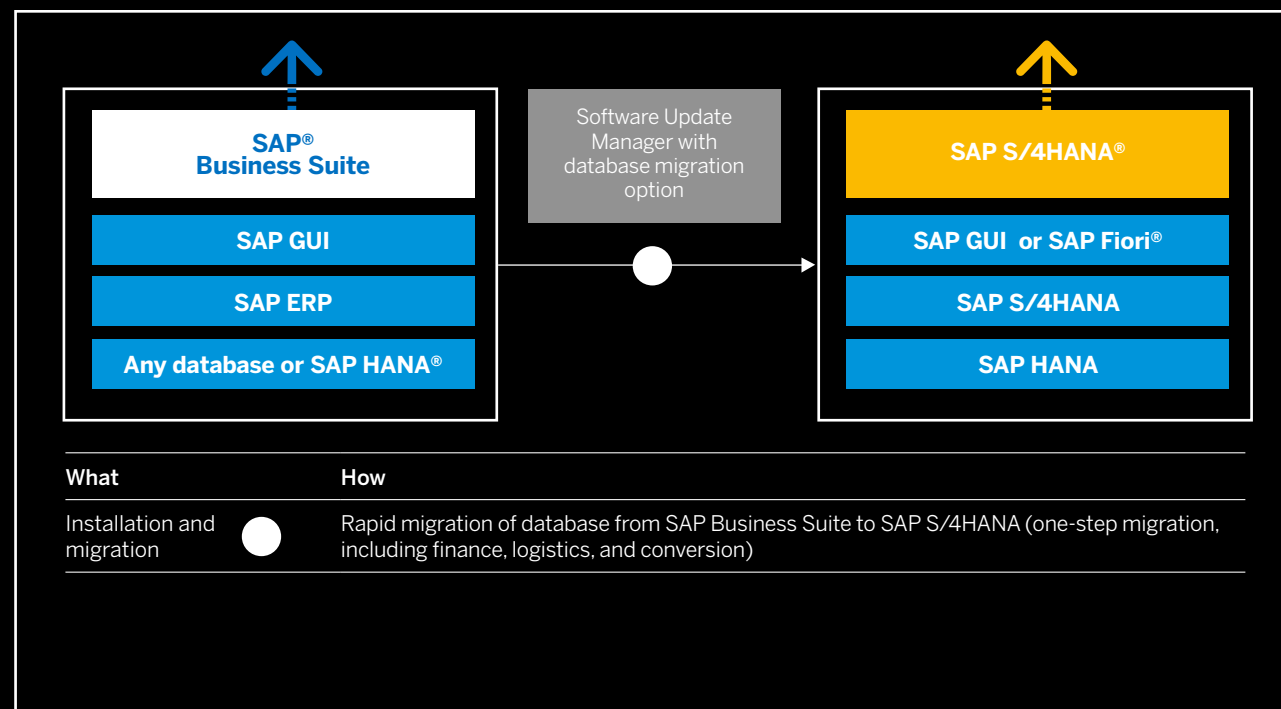 SAP®
Business Suite
SAP GUI
SAP ERP
Any database or SAP HANA®
Software Update
Manager with
database migration
option
SAP S/4HANA®
SAP GUI or SAP Fiori®
SAP S/4HANA
SAP HANA
What
How
Installation and
migration
Rapid migration of database from SAP Business Suite to SAP S/4HANA (one-step migration,
including finance, logistics, and conversion)